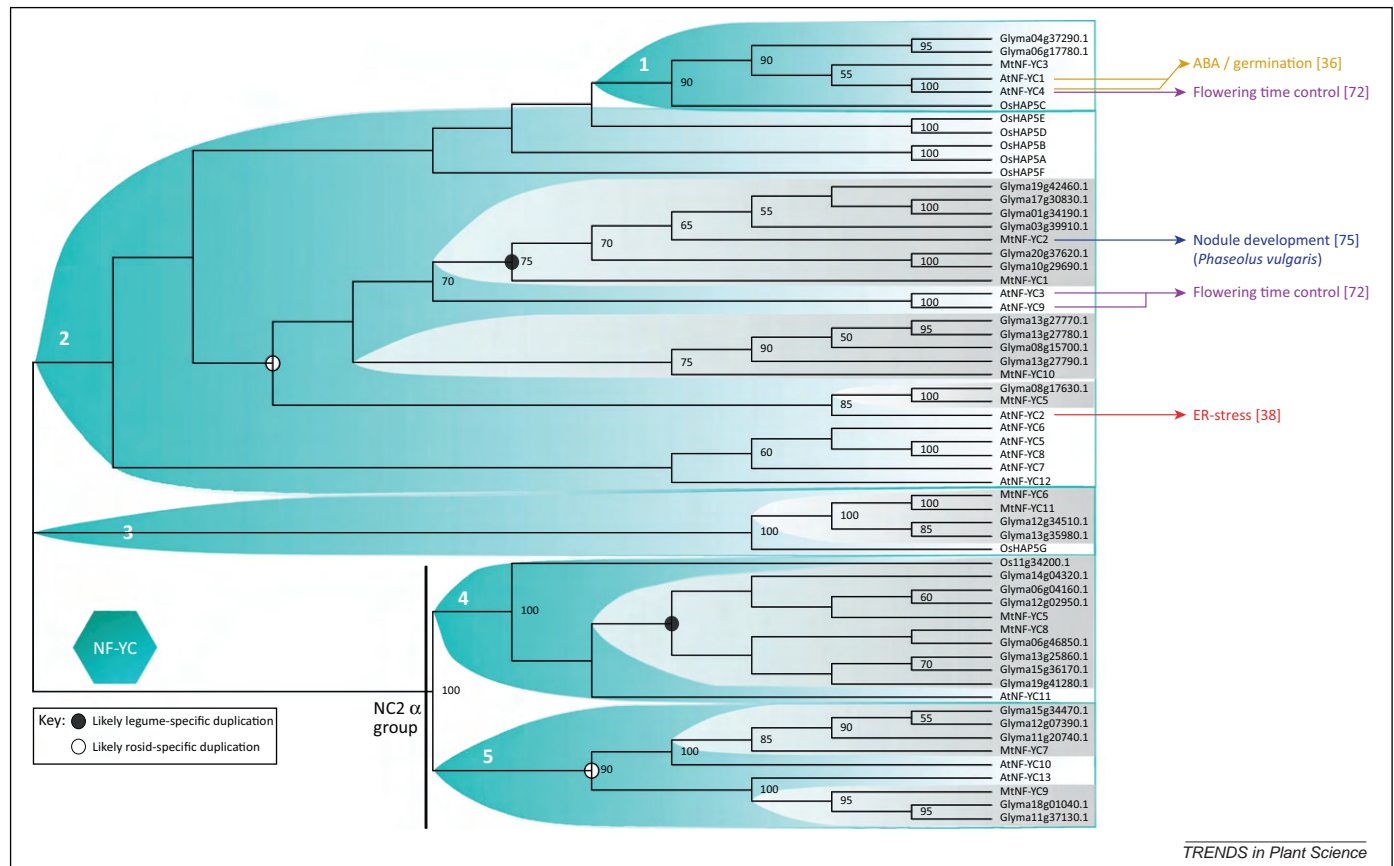 1
90
90
95
55
100
Glyma04g37290.1
Glyma06g17780.1
MtNF-YC3
AtNF-YC1
AtNF-YC4
OsHAP5C
ABA / germination [36]
Flowering time control [72]
OsHAP5E
OsHAP5D
OsHAP5B
OsHAP5A
OsHAP5F
100
100
2
Glyma19g42460.1
Glyma17g30830.1
Glyma01g34190.1
Glyma03g39910.1
MtNF-YC2
Glyma20g37620.1
Glyma10g29690.1
MtNF-YC1
55
100
65
70
75
100
70
Nodule development [75]
(Phaseolus vulgaris)
AtNF-YC3
AtNF-YC9
100
Flowering time control [72]
Glyma13g27770.1
Glyma13g27780.1
Glyma08g15700.1
Glyma13g27790.1
MtNF-YC10
95
50
90
75
Glyma08g17630.1
MtNF-YC5
AtNF-YC2
100
85
ER-stress [38]
AtNF-YC6
AtNF-YC5
AtNF-YC8
AtNF-YC7
AtNF-YC12
100
60
3
MtNF-YC6
MtNF-YC11
Glyma12g34510.1
Glyma13g35980.1
OsHAP5G
100
100
85
100
4
Os11g34200.1
Glyma14g04320.1
Glyma06g04160.1
Glyma12g02950.1
MtNF-YC5
MtNF-YC8
Glyma06g46850.1
Glyma13g25860.1
Glyma15g36170.1
Glyma19g41280.1
AtNF-YC11
100
60
70
NF-YC
100
NC2 α
group
Key:
Likely legume-specific duplication
Likely rosid-specific duplication
5
Glyma15g34470.1
Glyma12g07390.1
Glyma11g20740.1
MtNF-YC7
AtNF-YC10
AtNF-YC13
MtNF-YC9
Glyma18g01040.1
Glyma11g37130.1
55
90
85
100
90
100
95
95
TRENDS in Plant Science